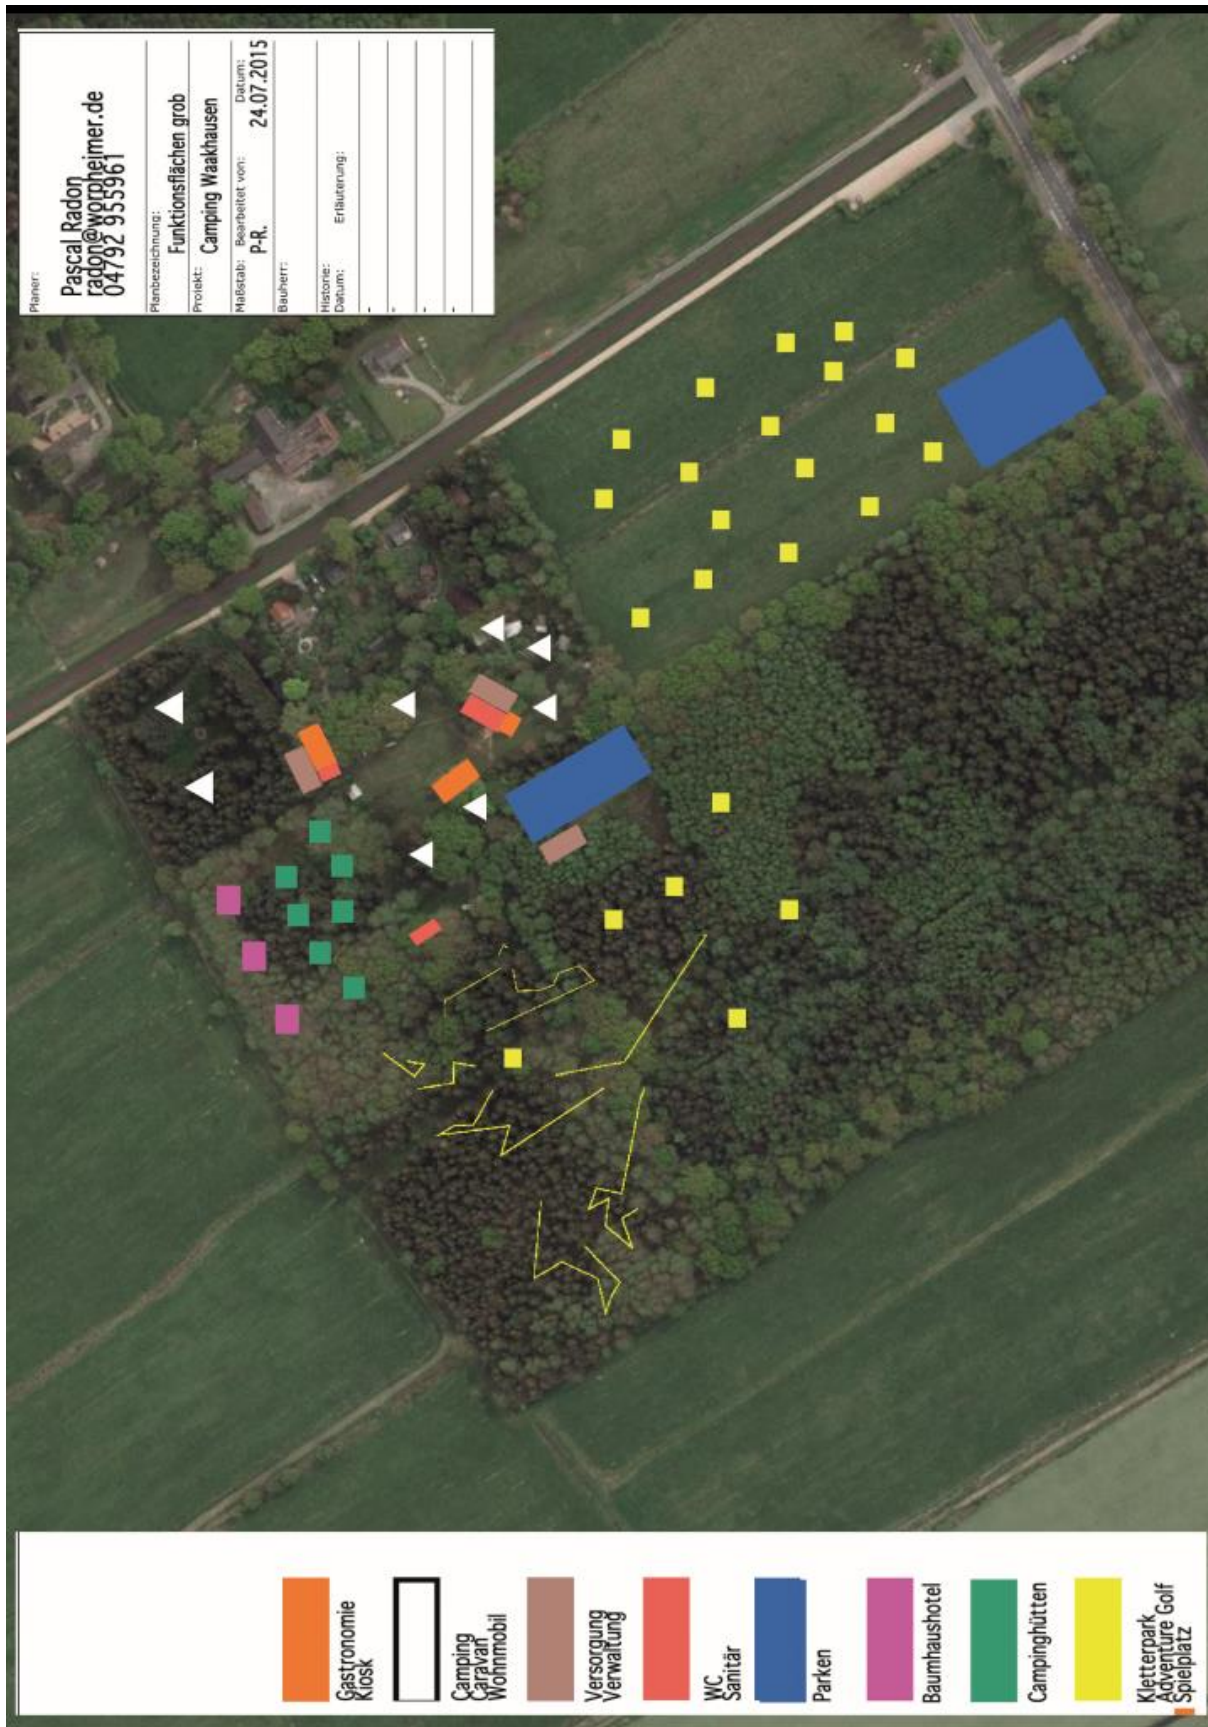 Planer:
Pascal Radon
radon@worpheimer.de
04792 955961
Planbezeichnung:
Funktionsflächen grob
Projekt:
Camping Waakhausen
Maßstab: Bearbeitet von: Datum:
P-R. 24.07.2015
Bauherr:
Historie:
Datum: Erläuterung:
-
-
-
-
Gastronomie
Kiosk
Camping
Caravan
Wohnmobil
Versorgung
Verwaltung
WC
Sanitär
Parken
Baumhaushotel
Campinghütten
Kletterpark
Adventure Golf
Spielplatz